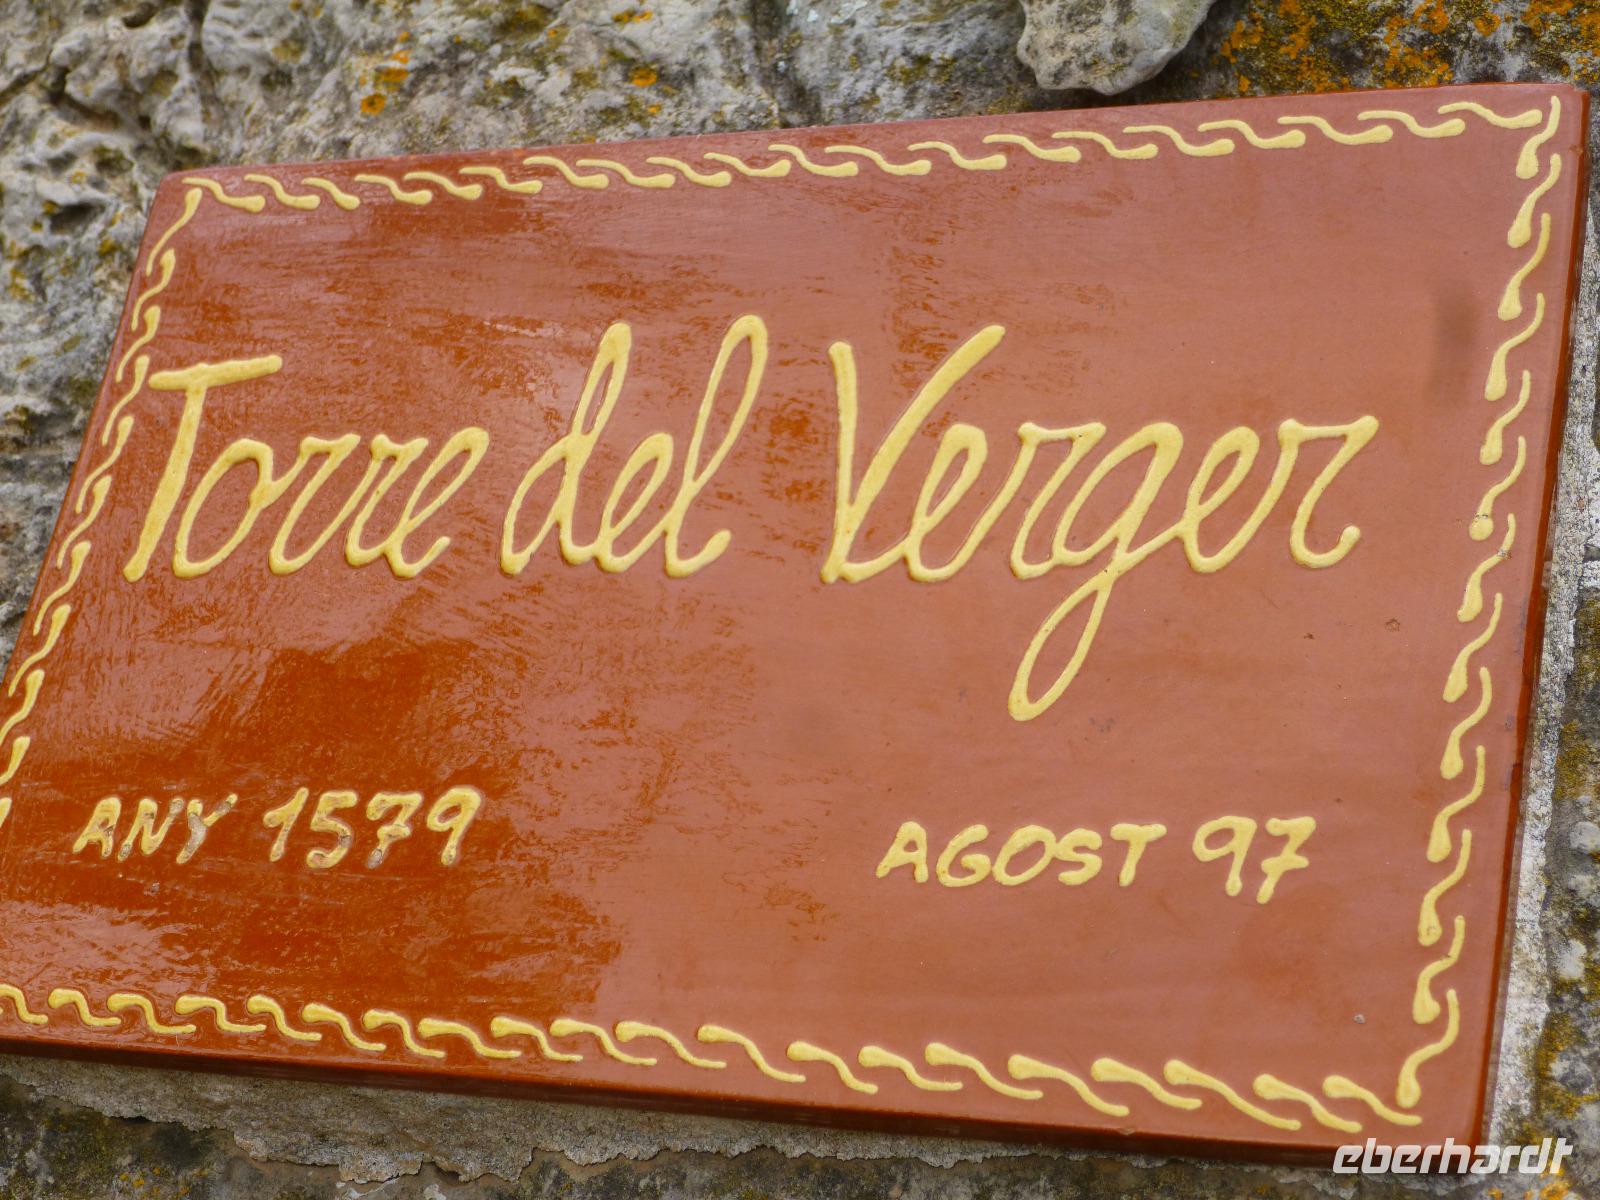 Torre del Verger
ANY 1579 AGOST 97
eberhardt